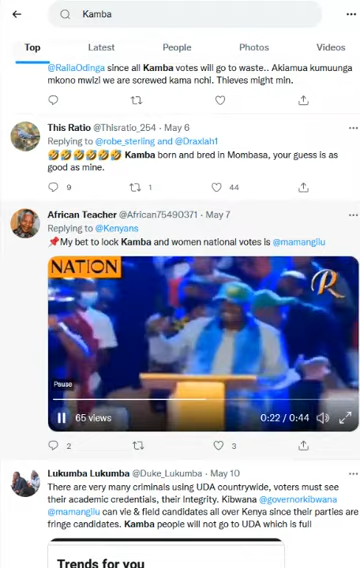 Kamba
Top Latest People Photos Videos
@RailaOdinga since all Kamba votes will go to waste.. Akiamua kumuunga
mkono mwizi we are screwed kama nchi. Thieves might min.
This Ratio @Thisratio_254 · May 6
Replying to @robe_sterling and @Draxlah1
🤣🤣🤣🤣🤣🤣 Kamba born and bred in Mombasa, your guess is as
good as mine.
9 1 44
African Teacher @African75490371 · May 7
Replying to @Kenyans
📌My bet to lock Kamba and women national votes is @mamangilu
NATION
R
Pause
65 views 0:22 / 0:44
2 3
Lukumba Lukumba @Duke_Lukumba · May 10
There are very many criminals using UDA countrywide, voters must see
their academic credentials, their Integrity. Kibwana @governorkibwana
@mamangilu can vie & field candidates all over Kenya since their parties are
fringe candidates. Kamba people will not go to UDA which is full
Trends for you